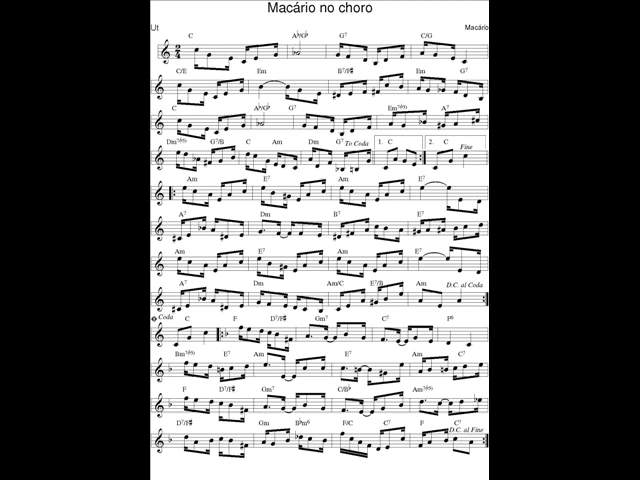 Macário no choro
Ut Macário
C A♭/G♭ G7 C/G
C/E Em B7/F# Em G7
C A♭/G♭ G7 Em7(♭5) A7
Dm7(♭5) G7/B C Am Dm G7 To Coda 1. C 2. C Fine
Am E7 Am E7
A7 Dm B7 E7
Am E7 Am E7
A7 Dm Am/C E7/B Am D.C. al Coda
Coda C F D7/F# Gm7 C7 F6
Bm7(♭5) E7 Am E7 Am C7
F D7/F# Gm7 C/B♭ Am7(♭5)
D7/F# Gm B♭m6 F/C C7 F C7 D.C. al Fine